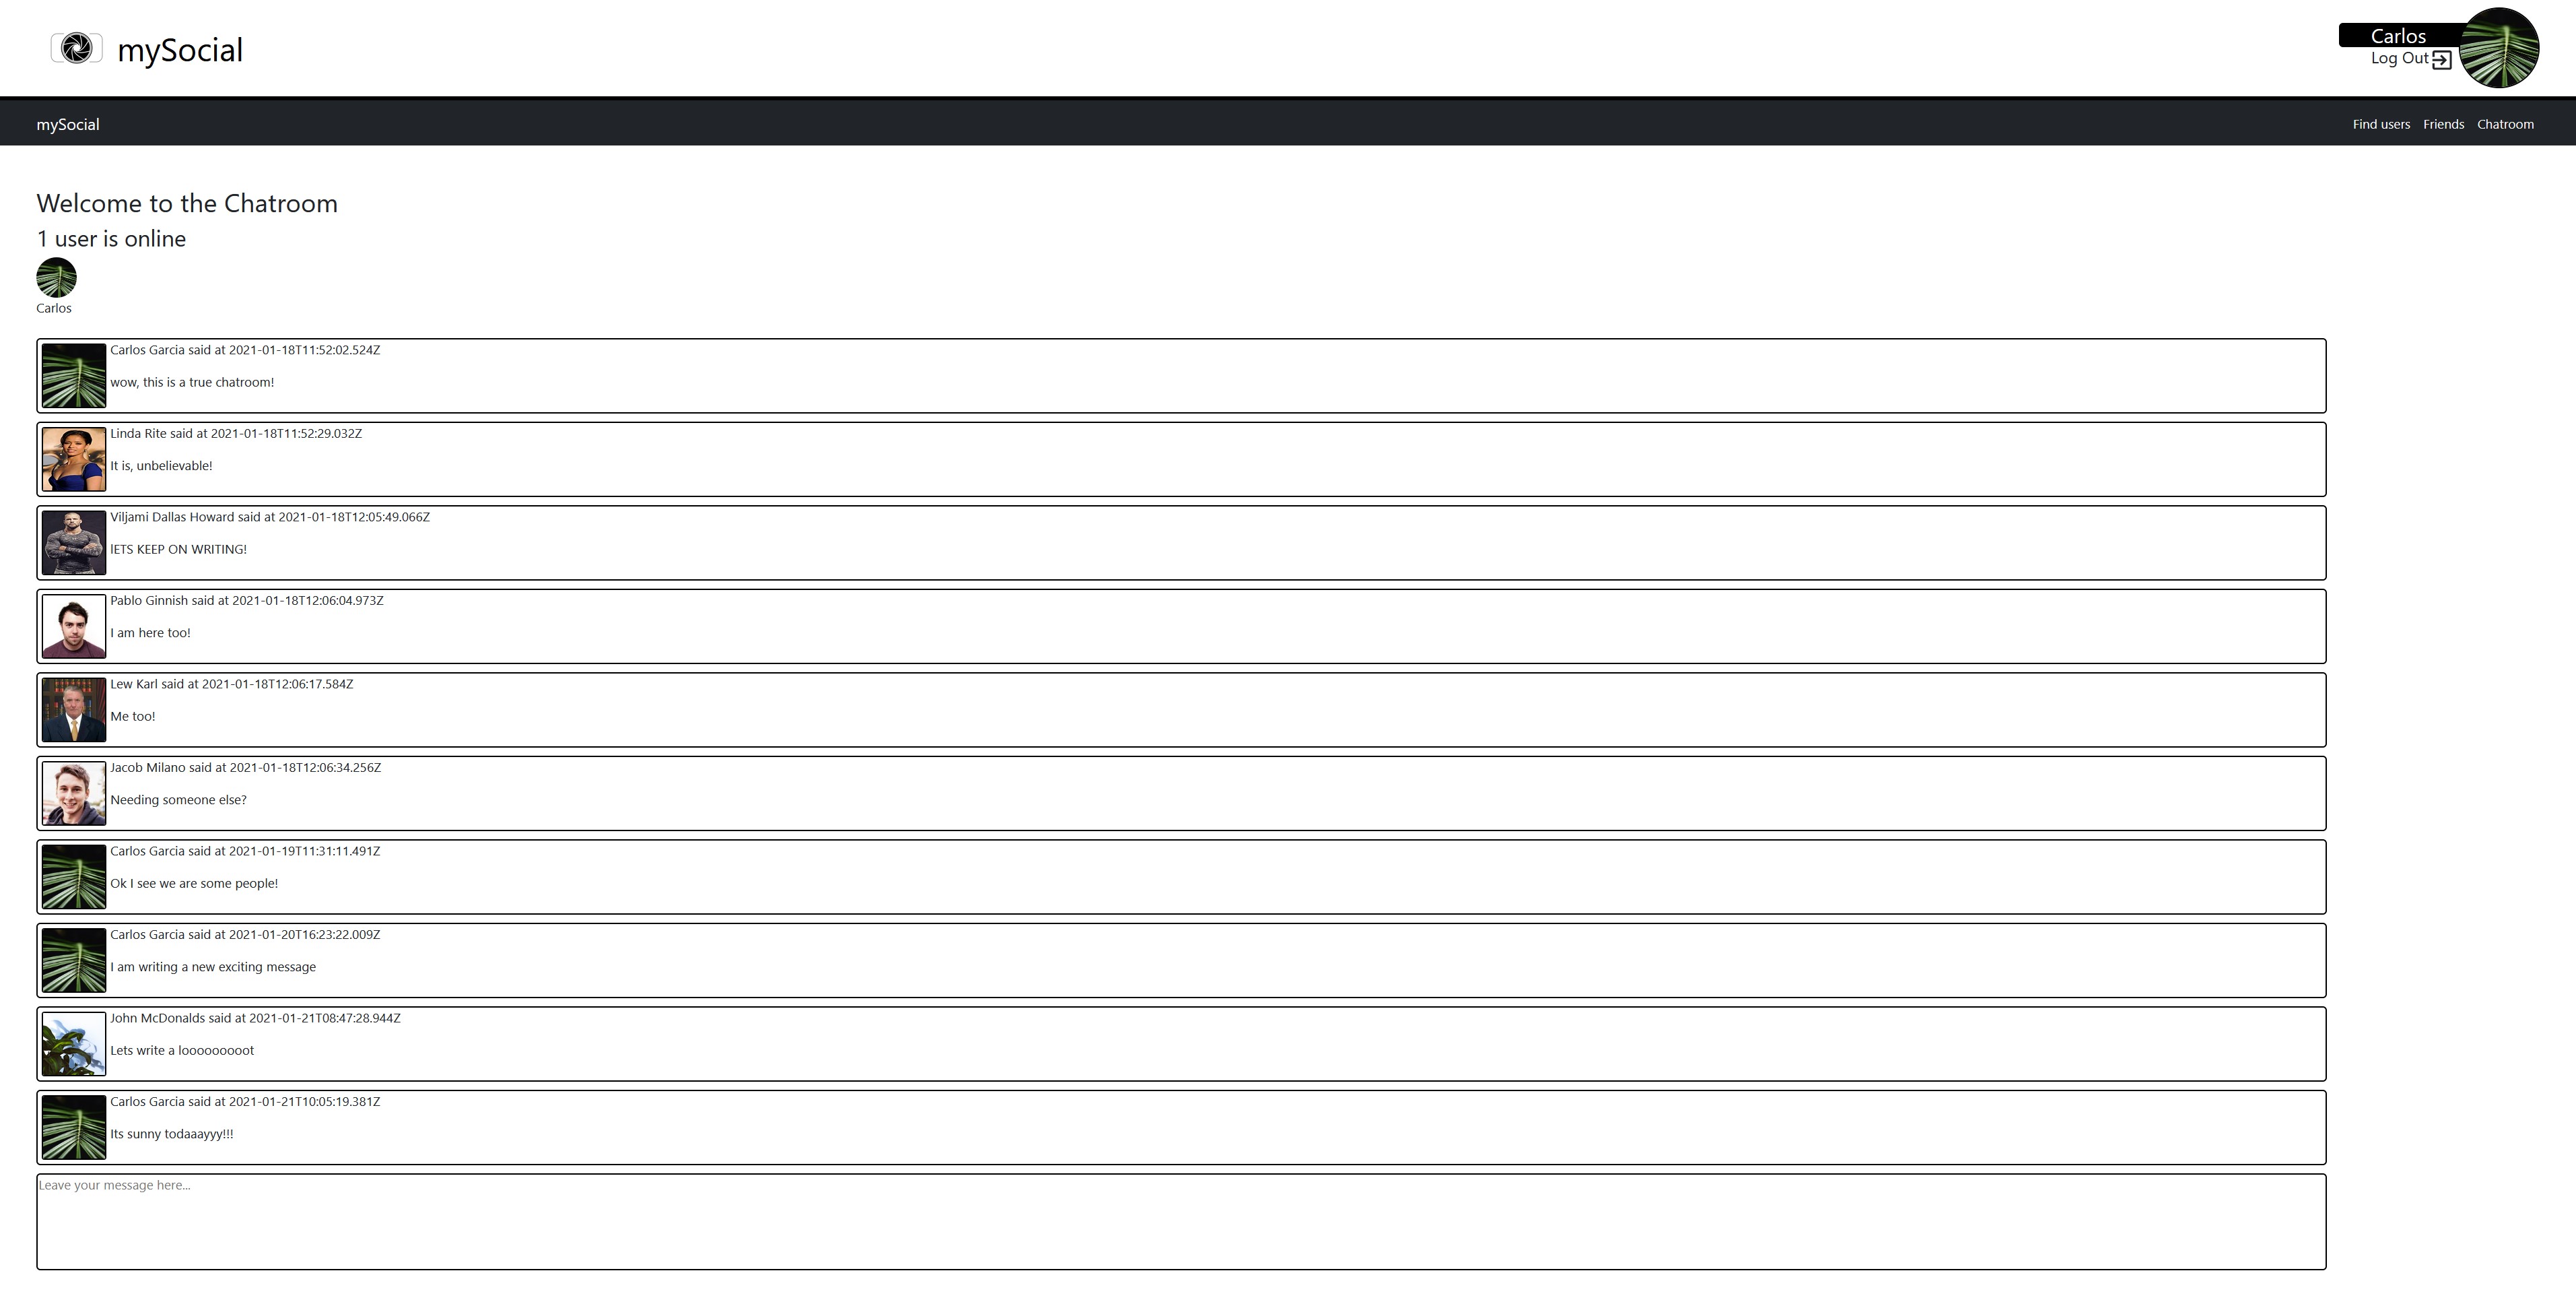 mySocial
Carlos
Log Out
mySocial
Find users Friends Chatroom
Welcome to the Chatroom
1 user is online
Carlos
Carlos Garcia said at 2021-01-18T11:52:02.524Z
wow, this is a true chatroom!
Linda Rite said at 2021-01-18T11:52:29.032Z
It is, unbelievable!
Viljami Dallas Howard said at 2021-01-18T12:05:49.066Z
lETS KEEP ON WRITING!
Pablo Ginnish said at 2021-01-18T12:06:04.973Z
I am here too!
Lew Karl said at 2021-01-18T12:06:17.584Z
Me too!
Jacob Milano said at 2021-01-18T12:06:34.256Z
Needing someone else?
Carlos Garcia said at 2021-01-19T11:31:11.491Z
Ok I see we are some people!
Carlos Garcia said at 2021-01-20T16:23:22.009Z
I am writing a new exciting message
John McDonalds said at 2021-01-21T08:47:28.944Z
Lets write a looooooooot
Carlos Garcia said at 2021-01-21T10:05:19.381Z
Its sunny todaaayyy!!!
Leave your message here...